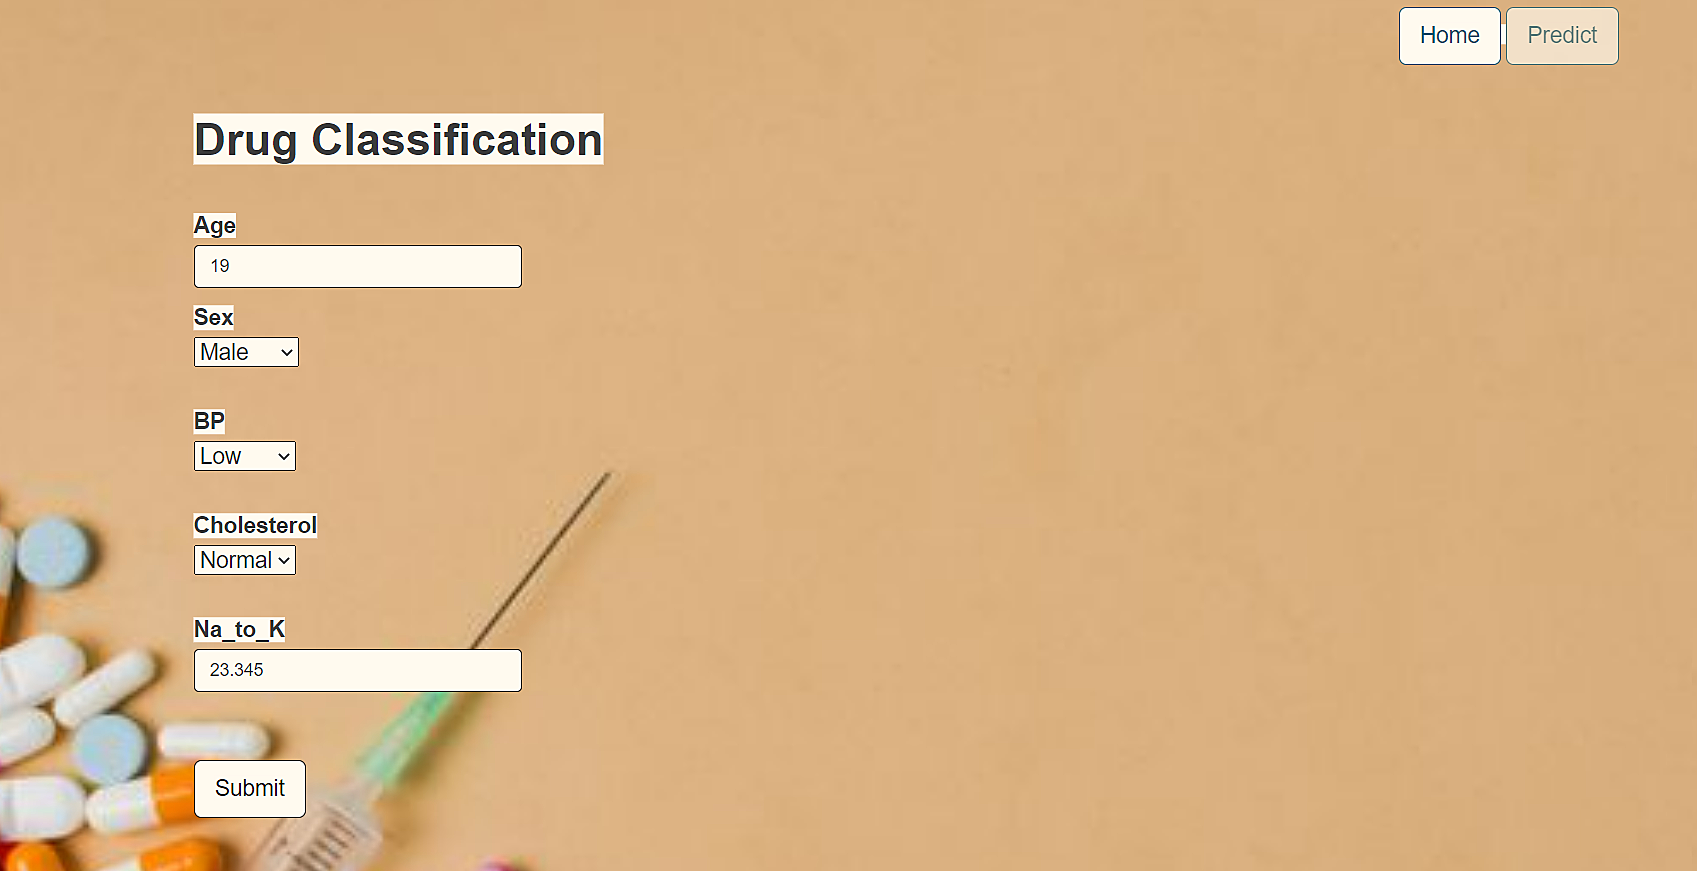 Home Predict
Drug Classification
Age
19
Sex
Male
BP
Low
Cholesterol
Normal
Na_to_K
23.345
Submit